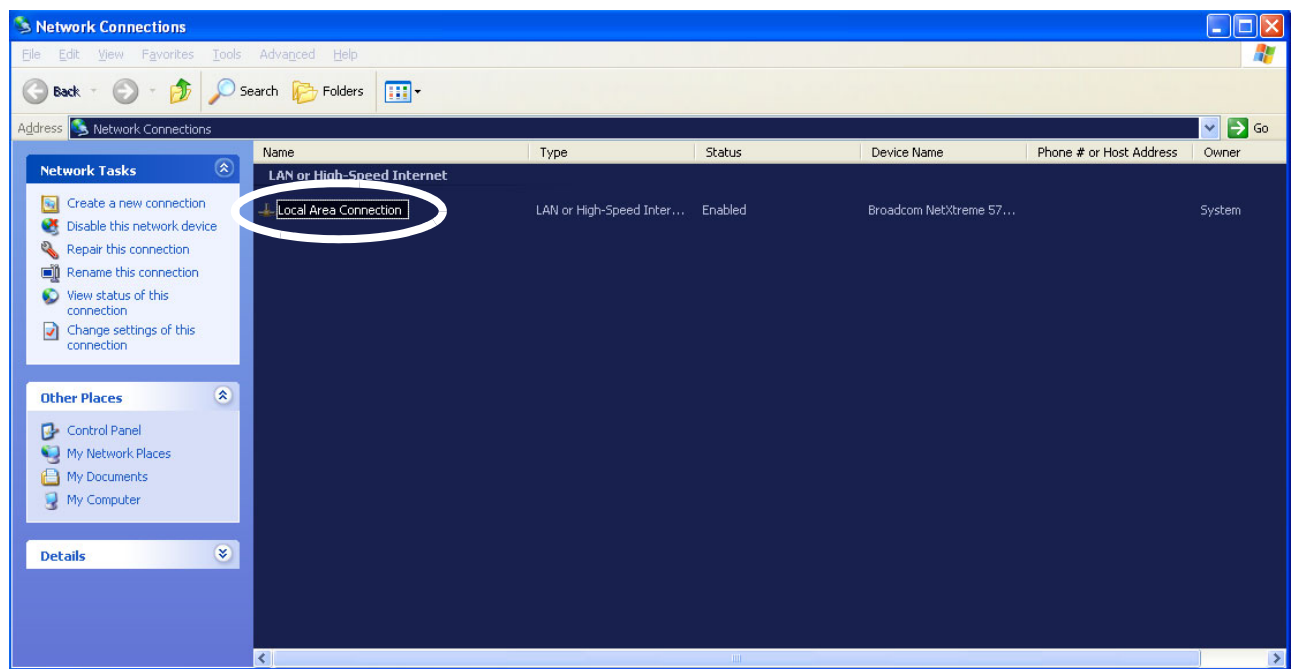 Network Connections
File Edit View Favorites Tools Advanced Help
Back Search Folders
Address Network Connections Go
Name Type Status Device Name Phone # or Host Address Owner
Network Tasks
LAN or High-Speed Internet
Create a new connection
Local Area Connection LAN or High-Speed Inter... Enabled Broadcom NetXtreme 57... System
Disable this network device
Repair this connection
Rename this connection
View status of this
connection
Change settings of this
connection
Other Places
Control Panel
My Network Places
My Documents
My Computer
Details